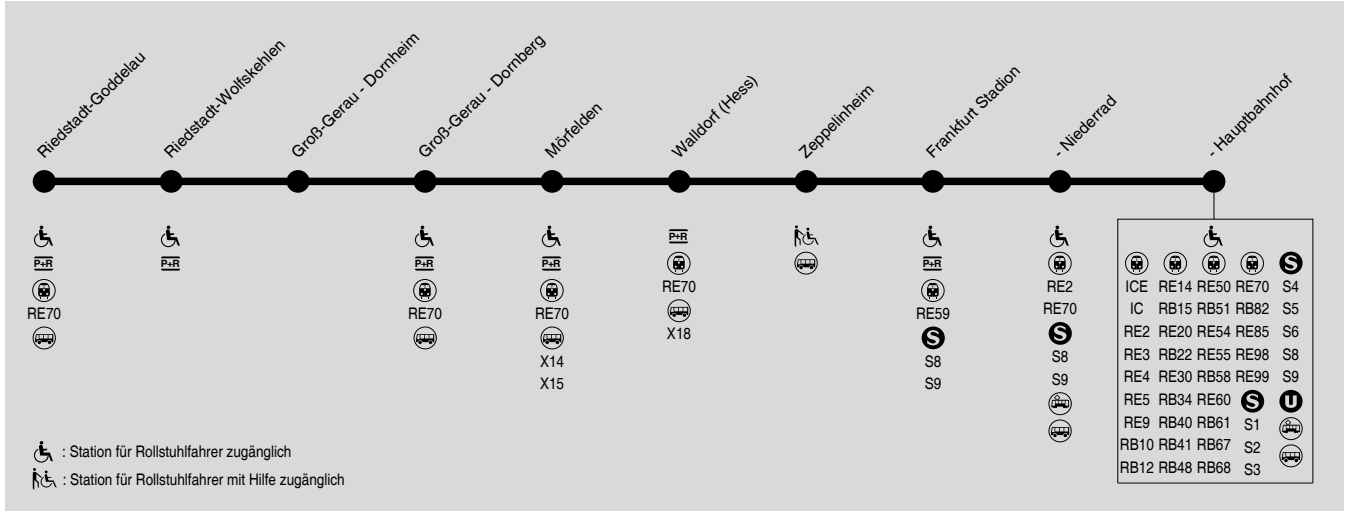 Riedstadt-Goddelau
Riedstadt-Wolfskehlen
Groß-Gerau - Dornheim
Groß-Gerau - Dornberg
Mörfelden
Walldorf (Hess)
Zeppelinheim
Frankfurt Stadion
- Niederrad
- Hauptbahnhof
P+R
RE70
P+R
P+R
RE70
P+R
RE70
X14
X15
P+R
RE70
X18
P+R
RE59
S
S8
S9
RE2
RE70
S
S8
S9
S
ICE RE14 RE50 RE70 S4
IC RB15 RB51 RB82 S5
RE2 RE20 RE54 RE85 S6
RE3 RB22 RE55 RE98 S8
RE4 RE30 RB58 RE99 S9
RE5 RB34 RE60 S U
RE9 RB40 RB61 S1
RB10 RB41 RB67 S2
RB12 RB48 RB68 S3
: Station für Rollstuhlfahrer zugänglich
: Station für Rollstuhlfahrer mit Hilfe zugänglich